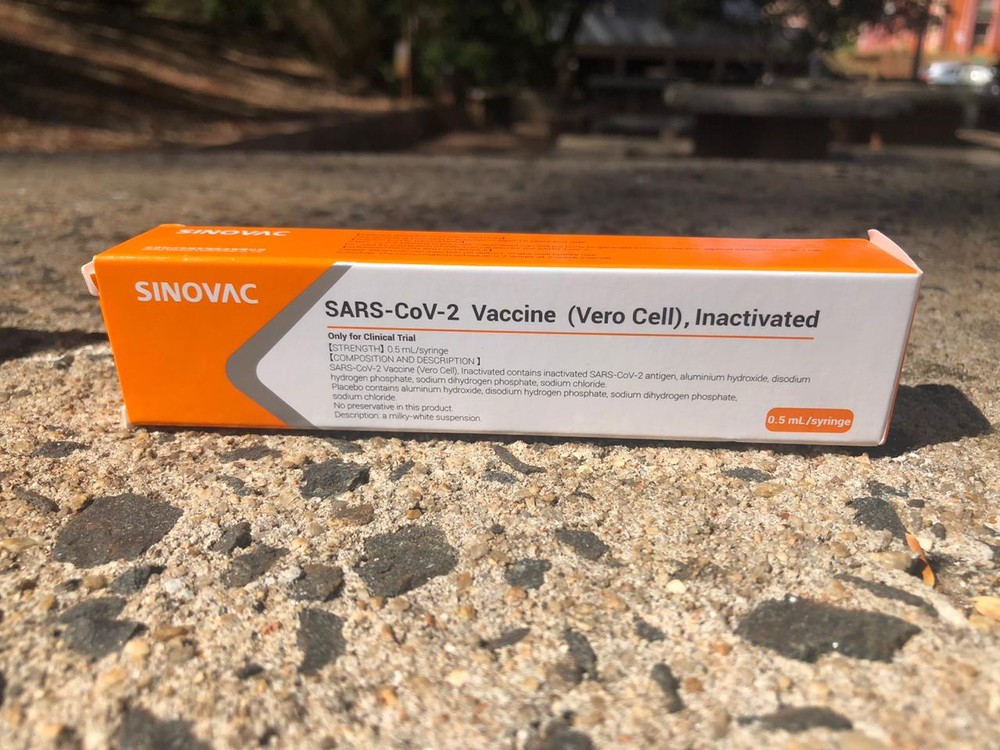 SINOVAC
SINOVAC
SARS-CoV-2 Vaccine (Vero Cell), Inactivated
Only for Clinical Trial
【STRENGTH】 0.5 mL/syringe
【COMPOSITION AND DESCRIPTION 】
SARS-CoV-2 Vaccine (Vero Cell), Inactivated contains inactivated SARS-CoV-2 antigen, aluminium hydroxide, disodium
hydrogen phosphate, sodium dihydrogen phosphate, sodium chloride.
Placebo contains aluminum hydroxide, disodium hydrogen phosphate, sodium dihydrogen phosphate,
sodium chloride.
No preservative in this product.
Description: a milky-white suspension.
0.5 mL/syringe